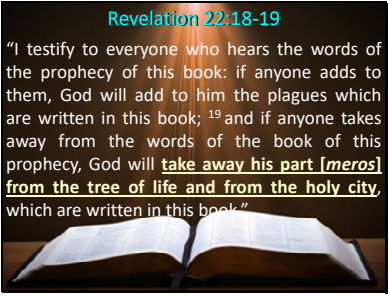 Revelation 22:18-19
“I testify to everyone who hears the words of
the prophecy of this book: if anyone adds to
them, God will add to him the plagues which
are written in this book; 19 and if anyone takes
away from the words of the book of this
prophecy, God will take away his part [meros]
from the tree of life and from the holy city,
which are written in this book.”